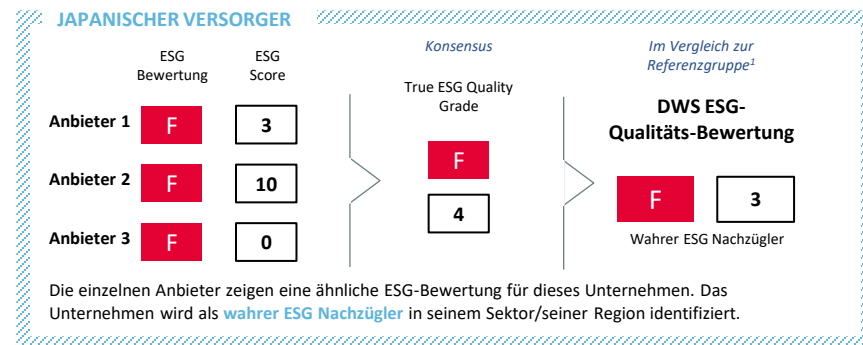 JAPANISCHER VERSORGER
ESG
Bewertung
ESG
Score
Konsensus
Im Vergleich zur
Referenzgruppe1
True ESG Quality
Grade
DWS ESG-
Qualitäts-Bewertung
Anbieter 1 F 3
Anbieter 2 F 10
Anbieter 3 F 0
F
4
F 3
Wahrer ESG Nachzügler
Die einzelnen Anbieter zeigen eine ähnliche ESG-Bewertung für dieses Unternehmen. Das
Unternehmen wird als wahrer ESG Nachzügler in seinem Sektor/seiner Region identifiziert.